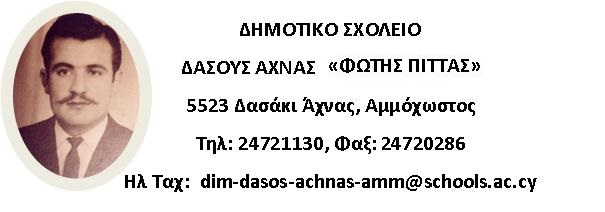 ΔΗΜΟΤΙΚΟ ΣΧΟΛΕΙΟ
ΔΑΣΟΥΣ ΑΧΝΑΣ «ΦΩΤΗΣ ΠΙΤΤΑΣ»
5523 Δασάκι Άχνας, Αμμόχωστος
Τηλ: 24721130, Φαξ: 24720286
Ηλ Ταχ: dim-dasos-achnas-amm@schools.ac.cy